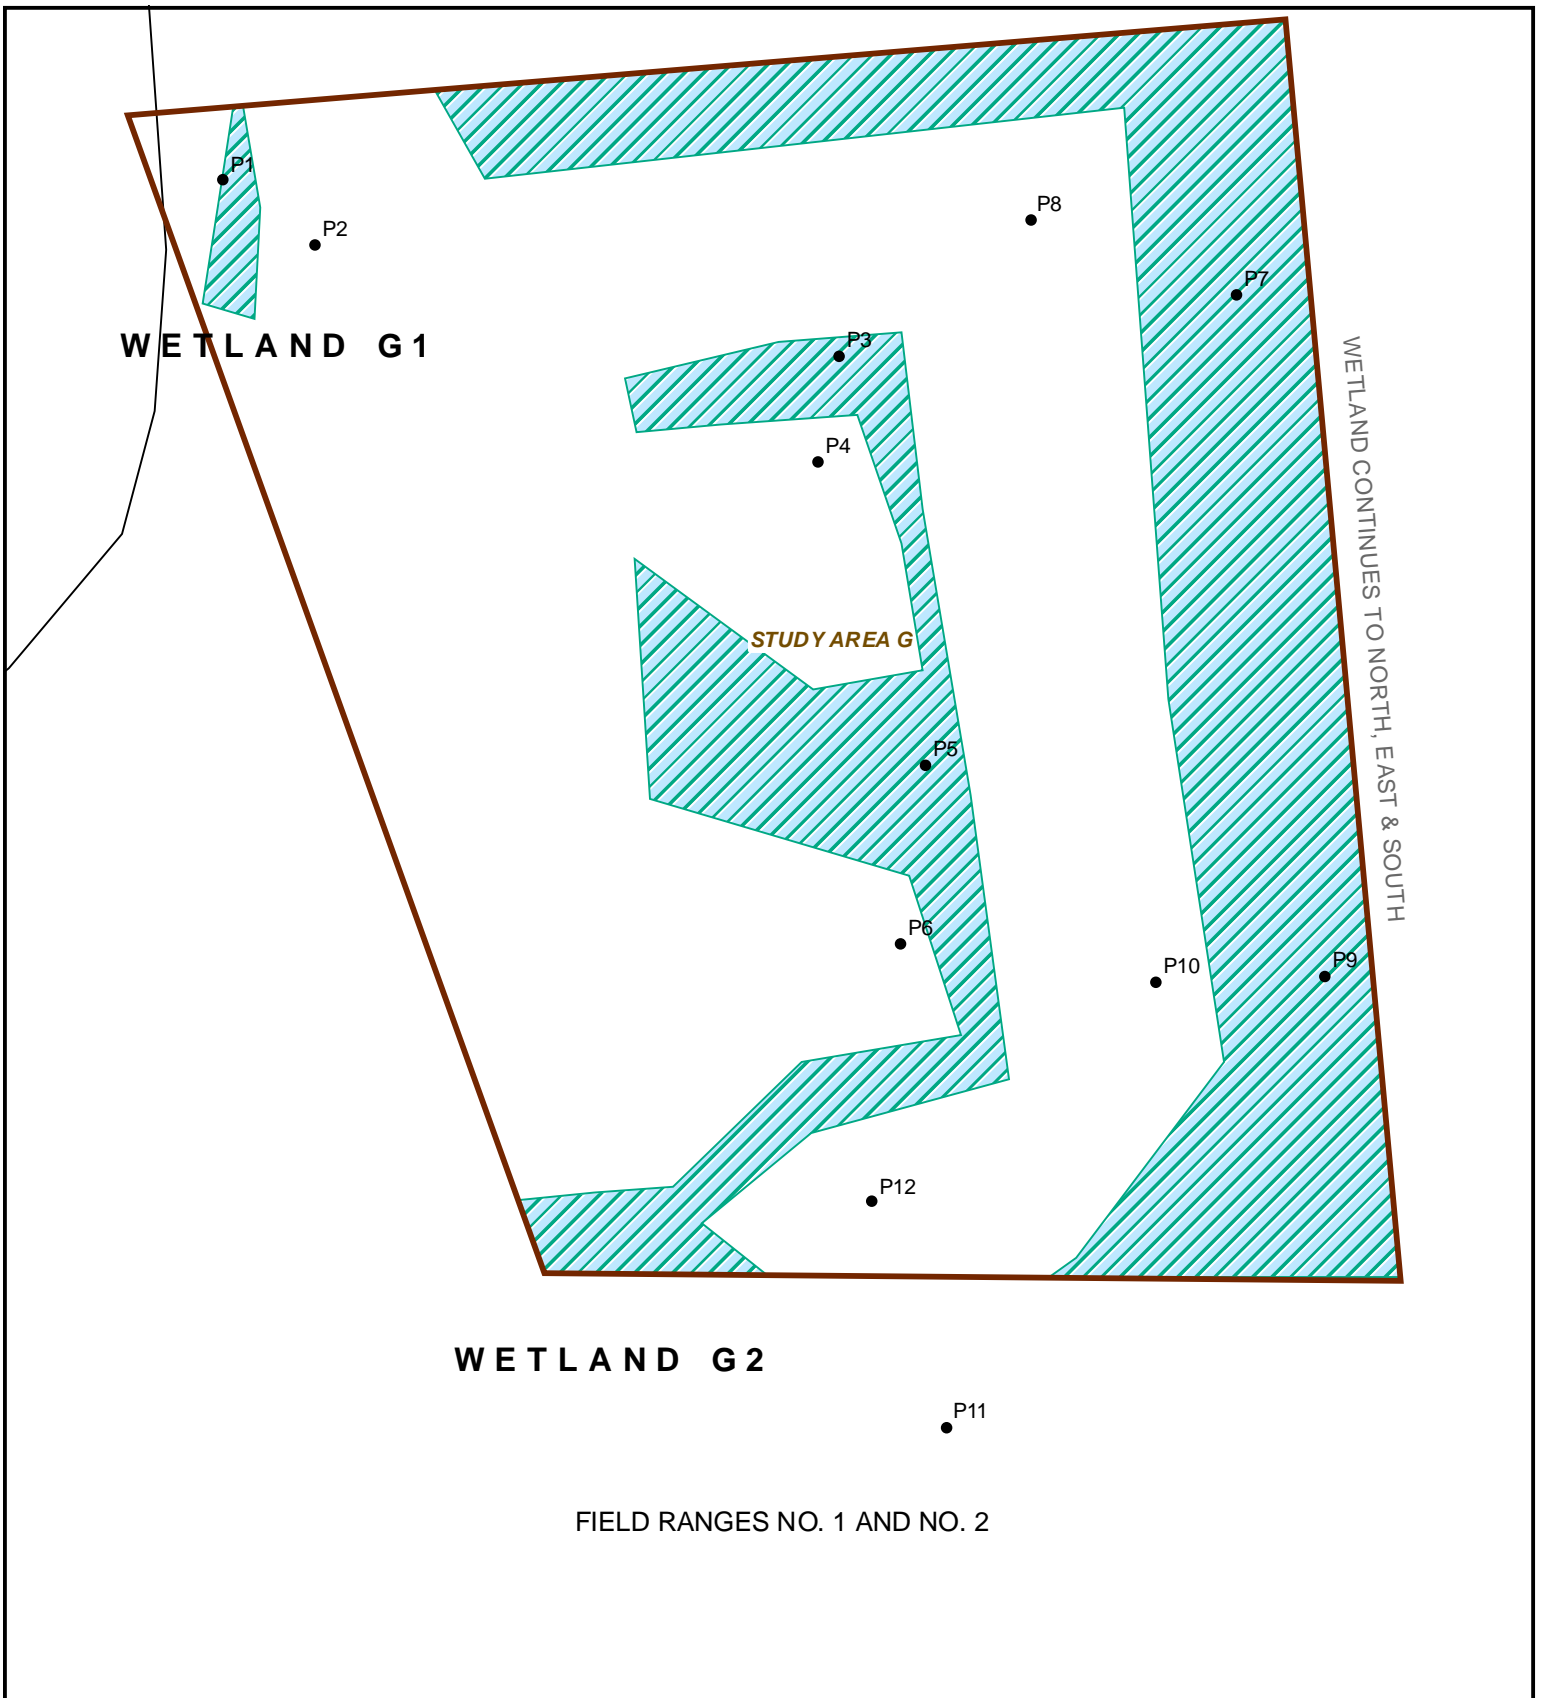 P1
P2
P8
P7
WETLAND G1
P3
P4
WETLAND CONTINUES TO NORTH, EAST & SOUTH
STUDY AREA G
P5
P6
P10
P9
P12
WETLAND G2
P11
FIELD RANGES NO. 1 AND NO. 2